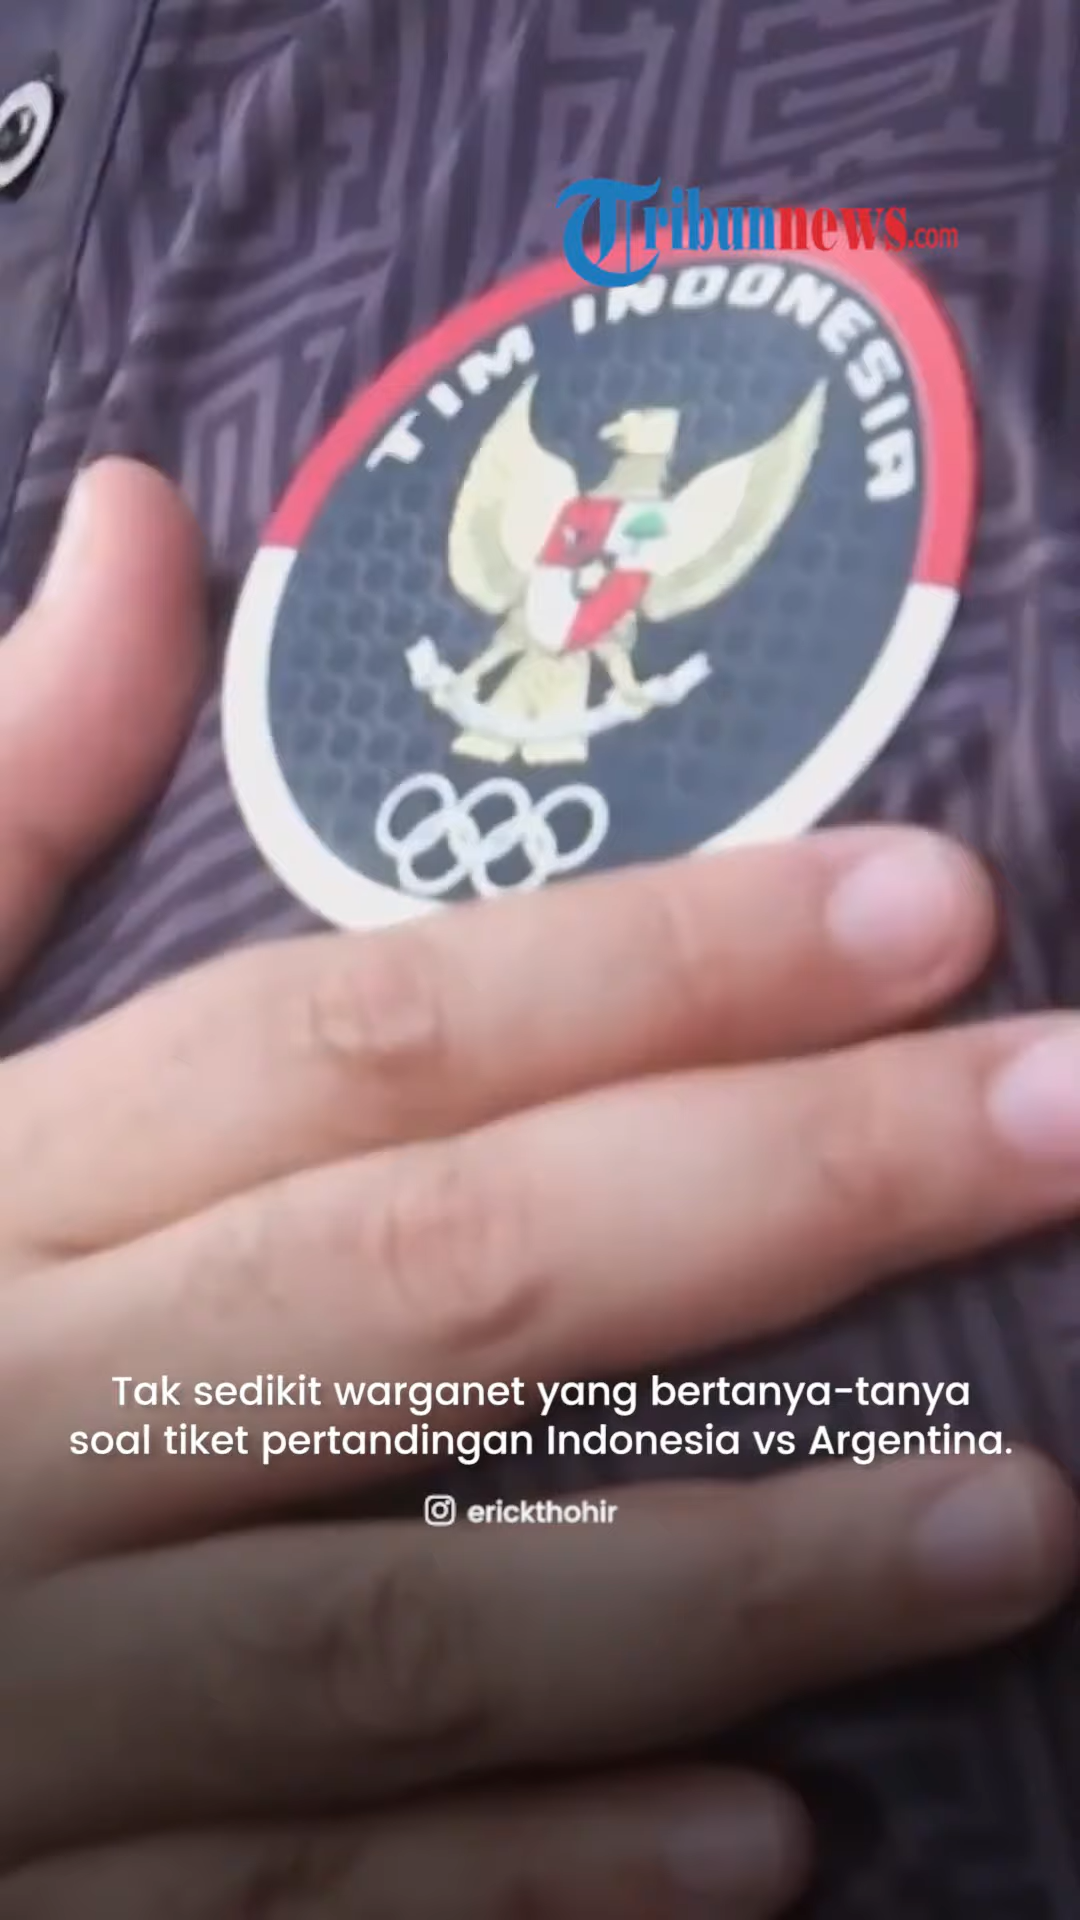 Tribunnews.com
TIM INDONESIA
Tak sedikit warganet yang bertanya-tanya
soal tiket pertandingan Indonesia vs Argentina.
erickthohir